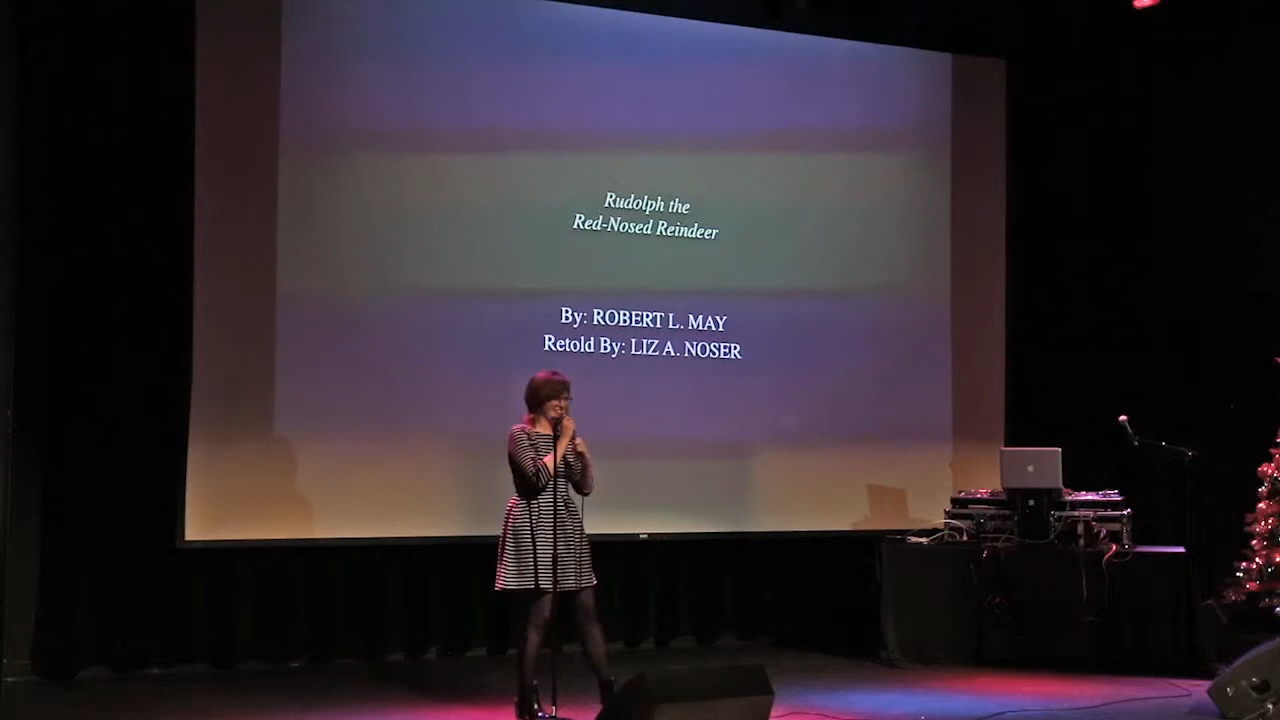 Rudolph the
Red-Nosed Reindeer
By: ROBERT L. MAY
Retold By: LIZ A. NOSER